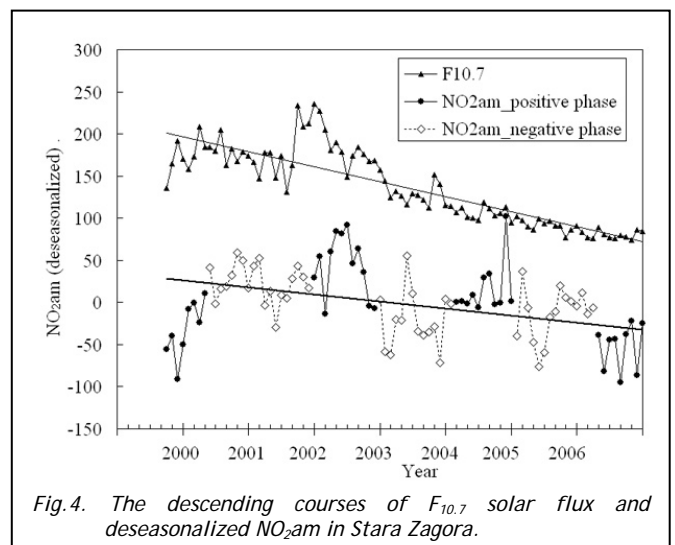 300
250
200
150
100
50
0
-50
-100
-150
NO₂am (deseasonalized) .
F10.7
NO2am_positive phase
NO2am_negative phase
2000 2001 2002 2003 2004 2005 2006
Year
Fig.4. The descending courses of F₁₀.₇ solar flux and
deseasonalized NO₂am in Stara Zagora.